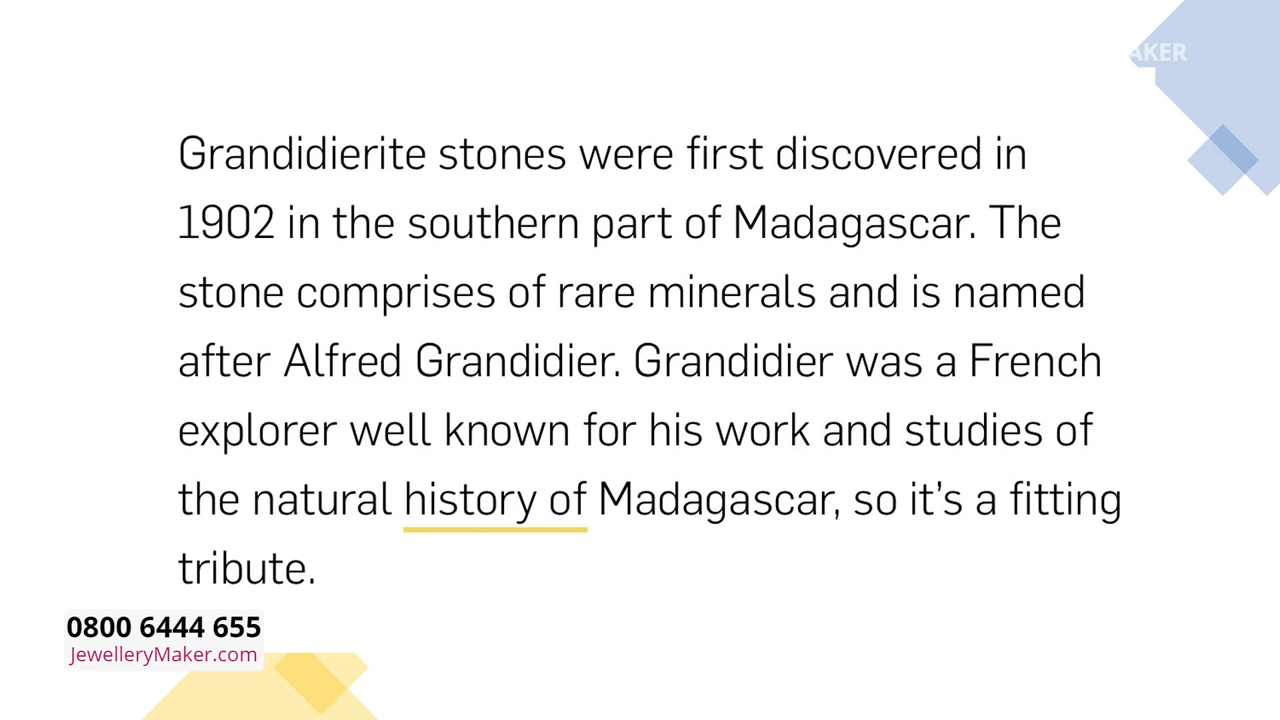 AKER
Grandidierite stones were first discovered in
1902 in the southern part of Madagascar. The
stone comprises of rare minerals and is named
after Alfred Grandidier. Grandidier was a French
explorer well known for his work and studies of
the natural history of Madagascar, so it's a fitting
tribute.
0800 6444 655
JewelleryMaker.com